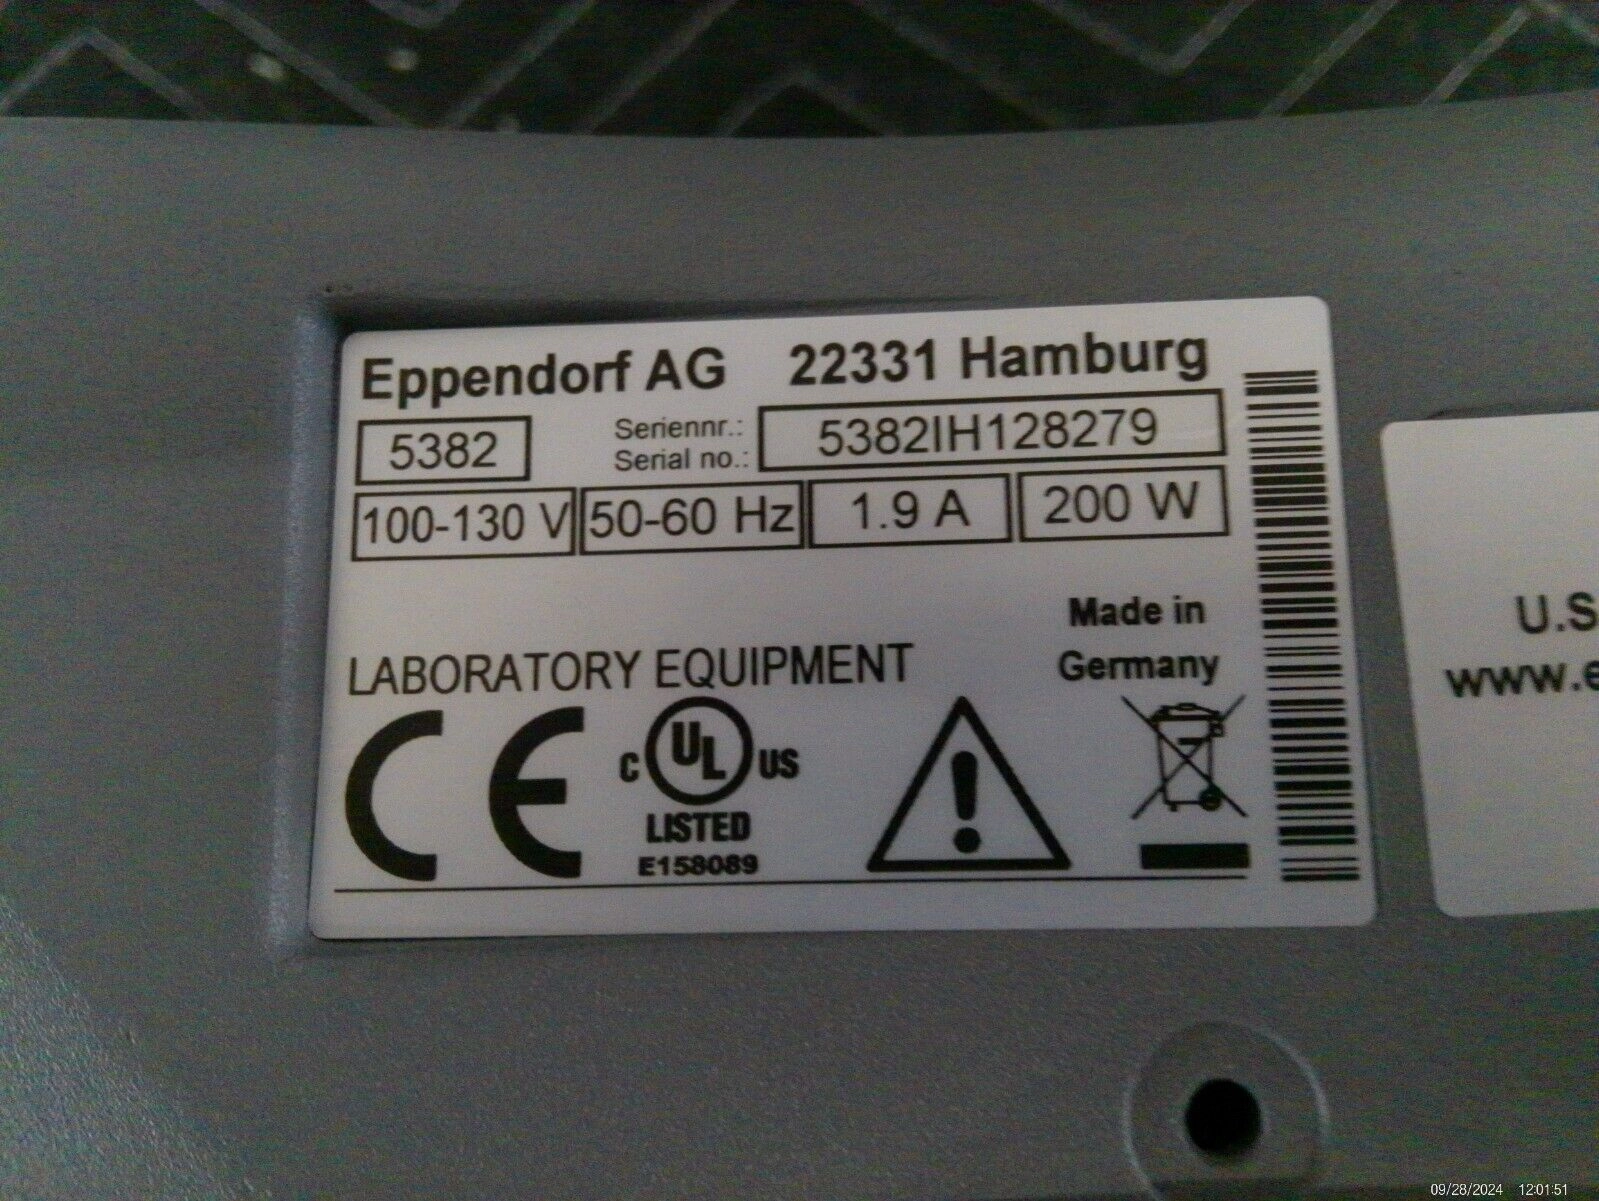 Eppendorf AG 22331 Hamburg
5382 Seriennr.: Serial no.: 5382IH128279
100-130 V 50-60 Hz 1.9 A 200 W
Made in
Germany
LABORATORY EQUIPMENT
CE
C UL US
LISTED
E158089
U.S
www.e
09/28/2024 12:01:51